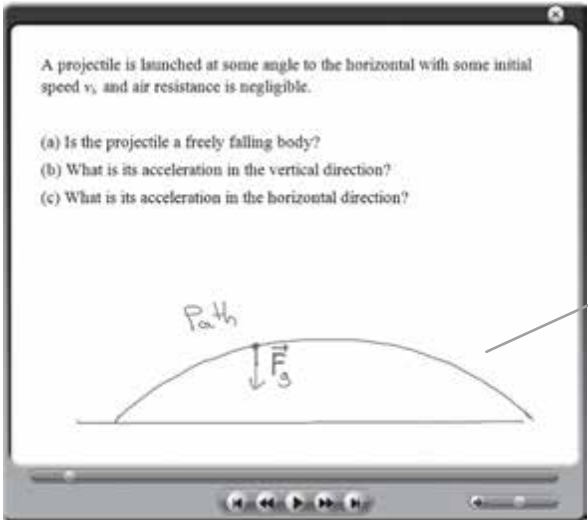 A projectile is launched at some angle to the horizontal with some initial
speed vᵢ, and air resistance is negligible.
(a) Is the projectile a freely falling body?
(b) What is its acceleration in the vertical direction?
(c) What is its acceleration in the horizontal direction?
Path
F⃗g